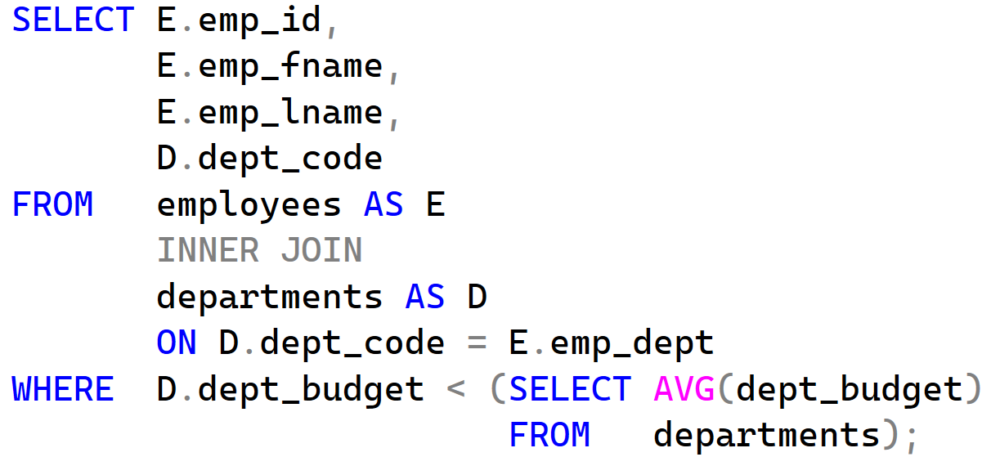 SELECT E.emp_id,
E.emp_fname,
E.emp_lname,
D.dept_code
FROM employees AS E
INNER JOIN
departments AS D
ON D.dept_code = E.emp_dept
WHERE D.dept_budget < (SELECT AVG(dept_budget)
FROM departments);